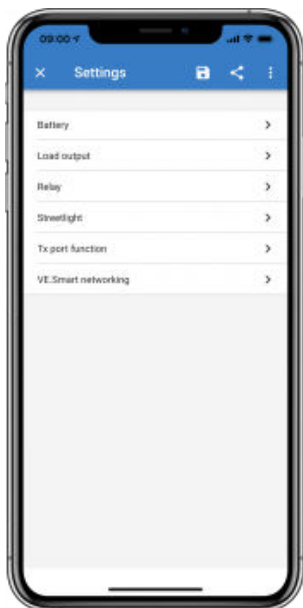 09:00
Settings
Battery
Load output
Relay
Streetlight
Tx port function
VE.Smart networking